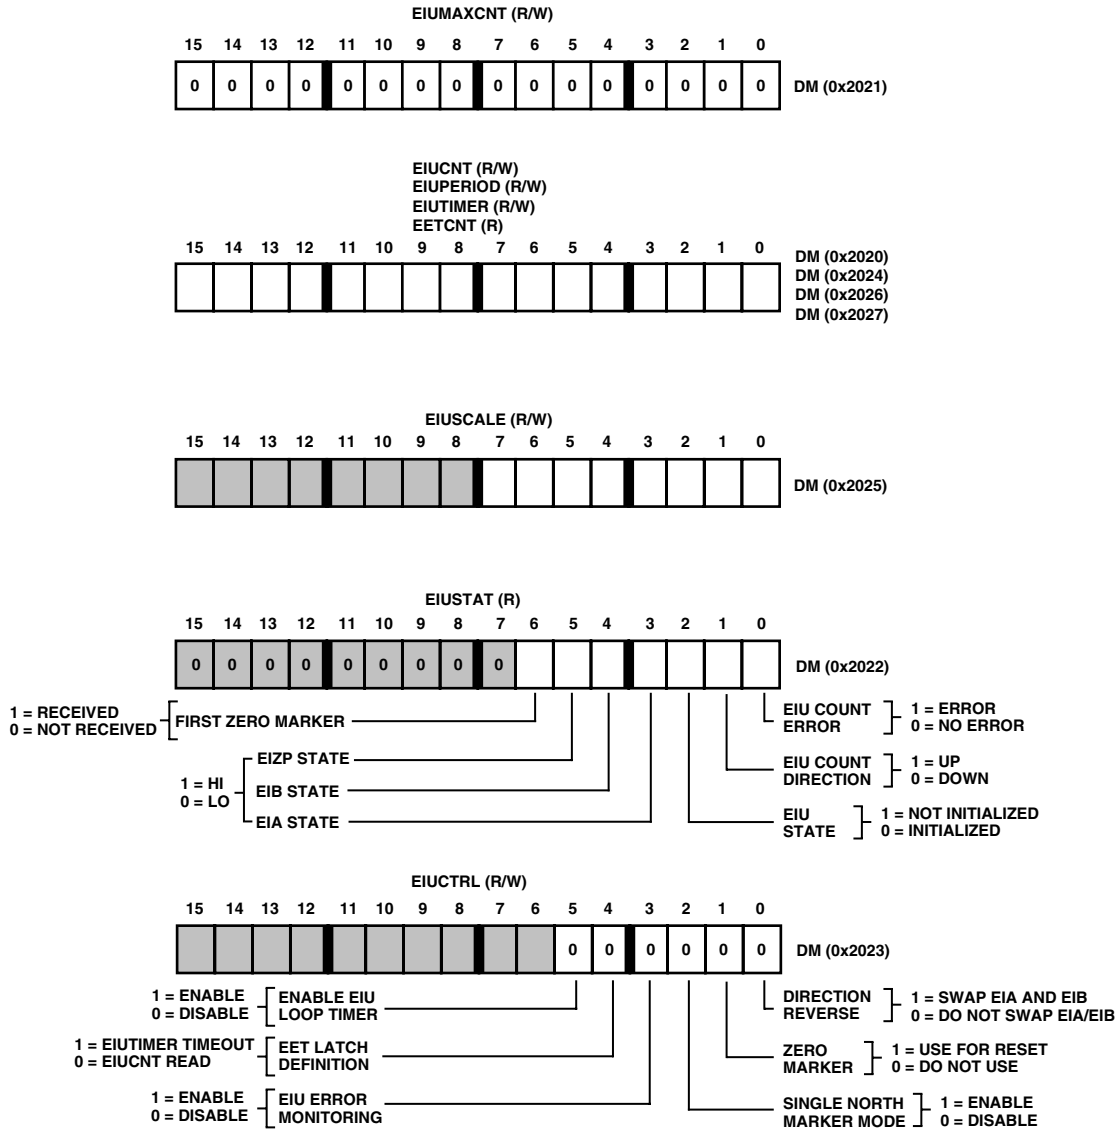 EIUMAXCNT (R/W)
15 14 13 12 11 10 9 8 7 6 5 4 3 2 1 0
0 0 0 0 0 0 0 0 0 0 0 0 0 0 0 0 DM (0x2021)
EIUCNT (R/W)
EIUPERIOD (R/W)
EIUTIMER (R/W)
EETCNT (R)
15 14 13 12 11 10 9 8 7 6 5 4 3 2 1 0
DM (0x2020)
DM (0x2024)
DM (0x2026)
DM (0x2027)
EIUSCALE (R/W)
15 14 13 12 11 10 9 8 7 6 5 4 3 2 1 0
DM (0x2025)
EIUSTAT (R)
15 14 13 12 11 10 9 8 7 6 5 4 3 2 1 0
0 0 0 0 0 0 0 0 0 DM (0x2022)
1 = RECEIVED
0 = NOT RECEIVED
FIRST ZERO MARKER
EIZP STATE
EIB STATE
EIA STATE
1 = HI
0 = LO
EIU COUNT
ERROR
1 = ERROR
0 = NO ERROR
EIU COUNT
DIRECTION
1 = UP
0 = DOWN
EIU
STATE
1 = NOT INITIALIZED
0 = INITIALIZED
EIUCTRL (R/W)
15 14 13 12 11 10 9 8 7 6 5 4 3 2 1 0
0 0 0 0 0 0 DM (0x2023)
1 = ENABLE
0 = DISABLE
ENABLE EIU
LOOP TIMER
1 = EIUTIMER TIMEOUT
0 = EIUCNT READ
EET LATCH
DEFINITION
1 = ENABLE
0 = DISABLE
EIU ERROR
MONITORING
DIRECTION
REVERSE
1 = SWAP EIA AND EIB
0 = DO NOT SWAP EIA/EIB
ZERO
MARKER
1 = USE FOR RESET
0 = DO NOT USE
SINGLE NORTH
MARKER MODE
1 = ENABLE
0 = DISABLE